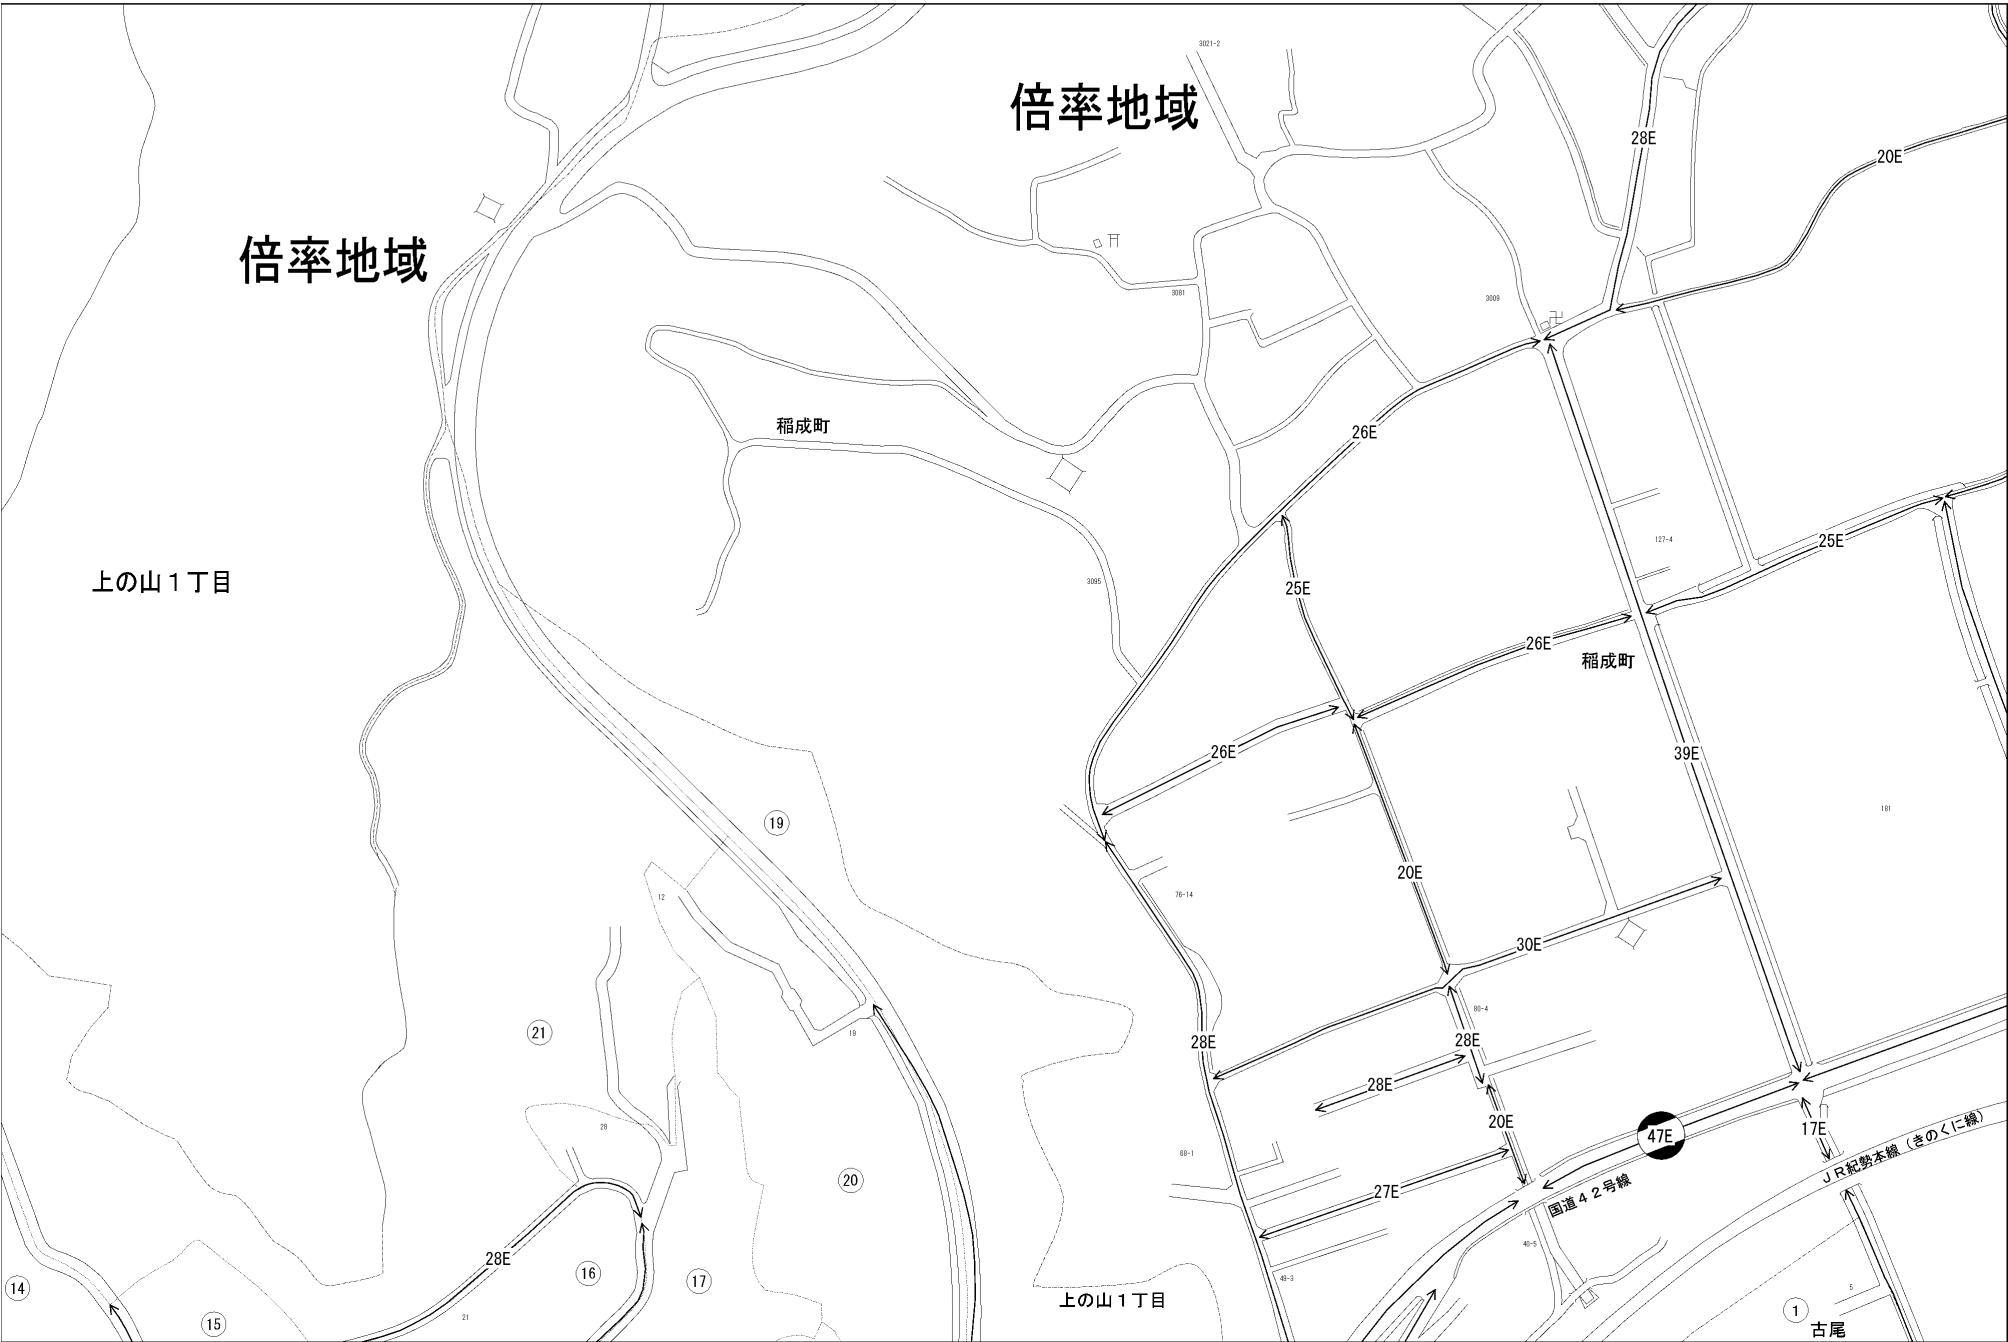 3021-2
倍率地域
28E
20E
倍率地域
3081
3009
卍
稲成町
26E
127-4
25E
上の山１丁目
3095
25E
26E
稲成町
26E
39E
181
19
20E
12
76-14
30E
80-4
21
19
28E
28E
28E
28
20E
47E
17E
ＪＲ紀勢本線（きのくに線）
68-1
20
27E
国道４２号線
40-5
28E
16
17
49-3
14
15
21
上の山１丁目
5
1
古尾